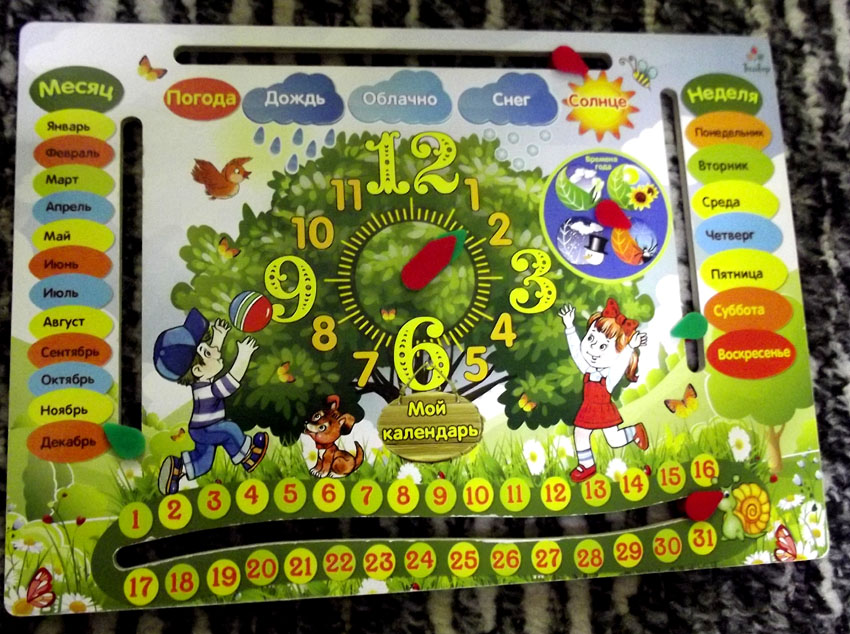 Месяц
Январь
Февраль
Март
Апрель
Май
Июнь
Июль
Август
Сентябрь
Октябрь
Ноябрь
Декабрь
Погода
Дождь
Облачно
Снег
Солнце
Неделя
Понедельник
Вторник
Среда
Четверг
Пятница
Суббота
Воскресенье
Времена
года
12
1
2
3
4
5
6
7
8
9
10
11
Мой
календарь
1 2 3 4 5 6 7 8 9 10 11 12 13 14 15 16
17 18 19 20 21 22 23 24 25 26 27 28 29 30 31